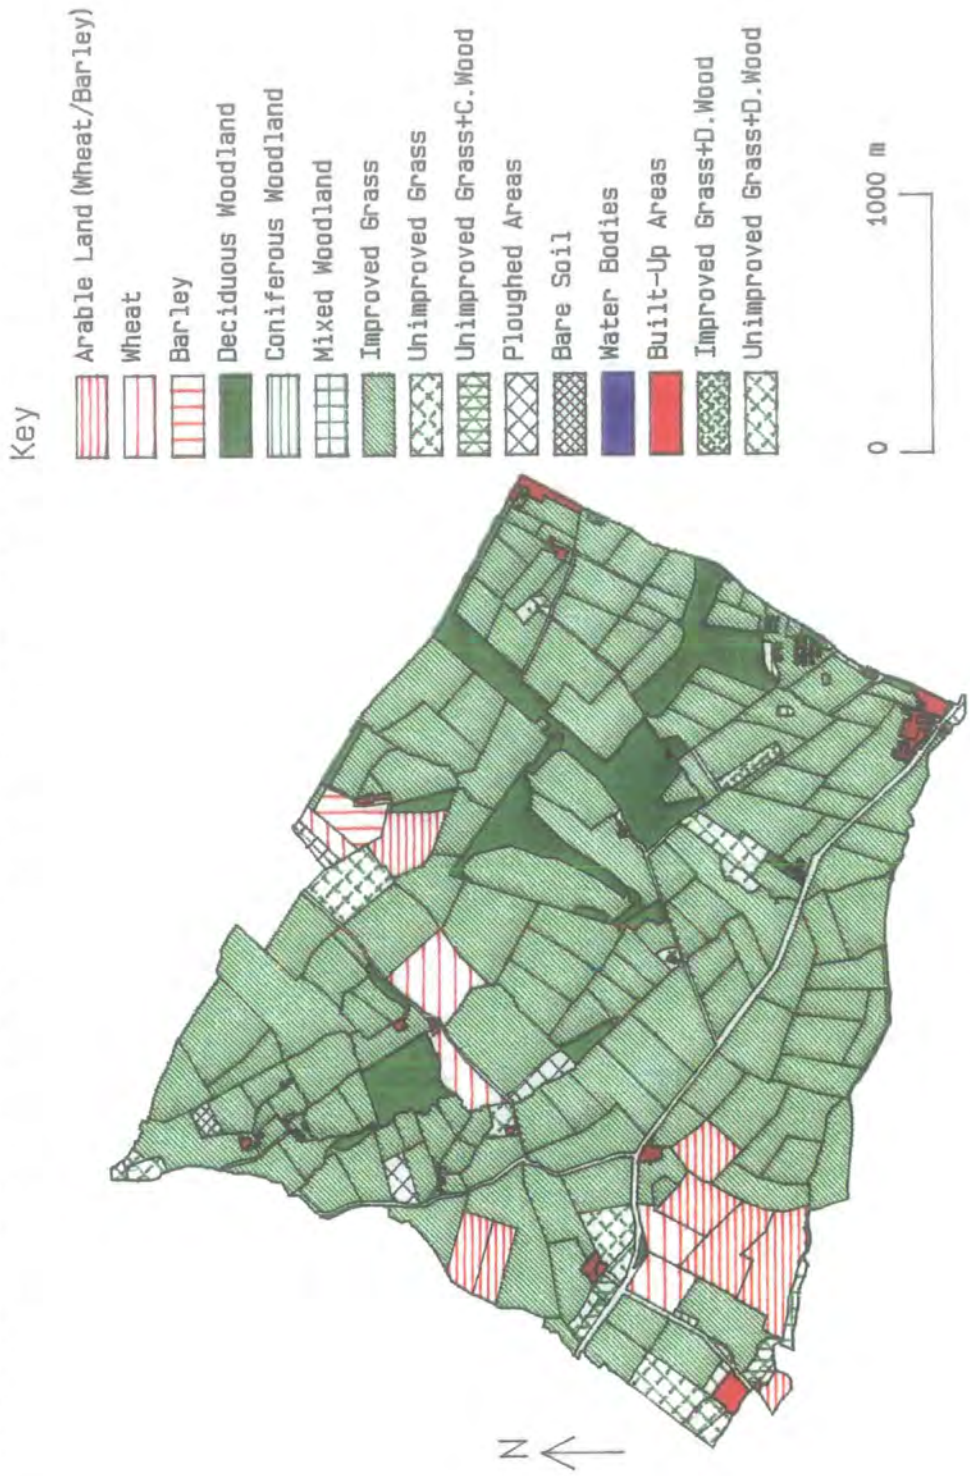 Key
Arable Land (Wheat/Barley)
Wheat
Barley
Deciduous Woodland
Coniferous Woodland
Mixed Woodland
Improved Grass
Unimproved Grass
Unimproved Grass+C.Wood
Ploughed Areas
Bare Soil
Water Bodies
Built-Up Areas
Improved Grass+D.Wood
Unimproved Grass+D.Wood
0 1000 m
N